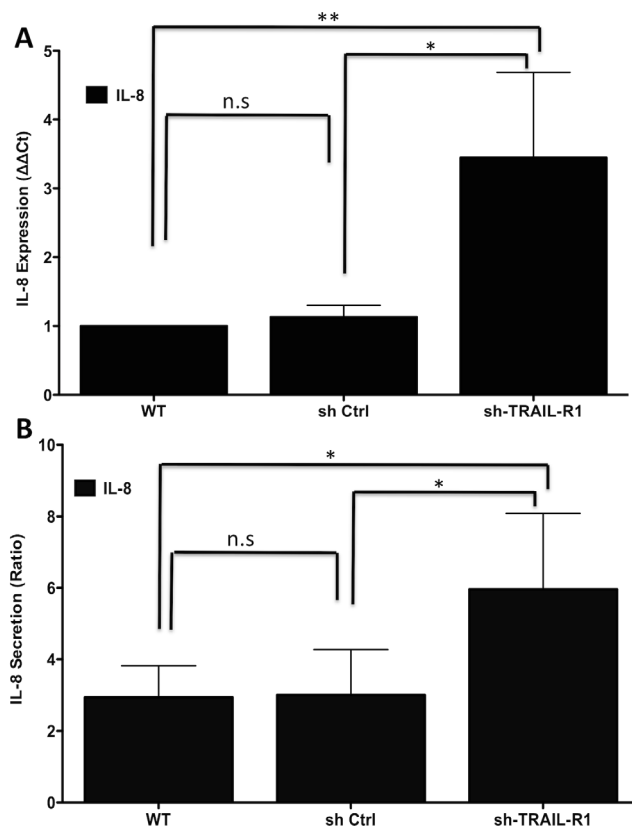 A
**
5
*
IL-8
n.s
4
IL-8 Expression (ΔΔCt)
3
2
1
0
WT sh Ctrl sh-TRAIL-R1
B
10
*
IL-8
*
8
n.s
IL-8 Secretion (Ratio)
6
4
2
0
WT sh Ctrl sh-TRAIL-R1